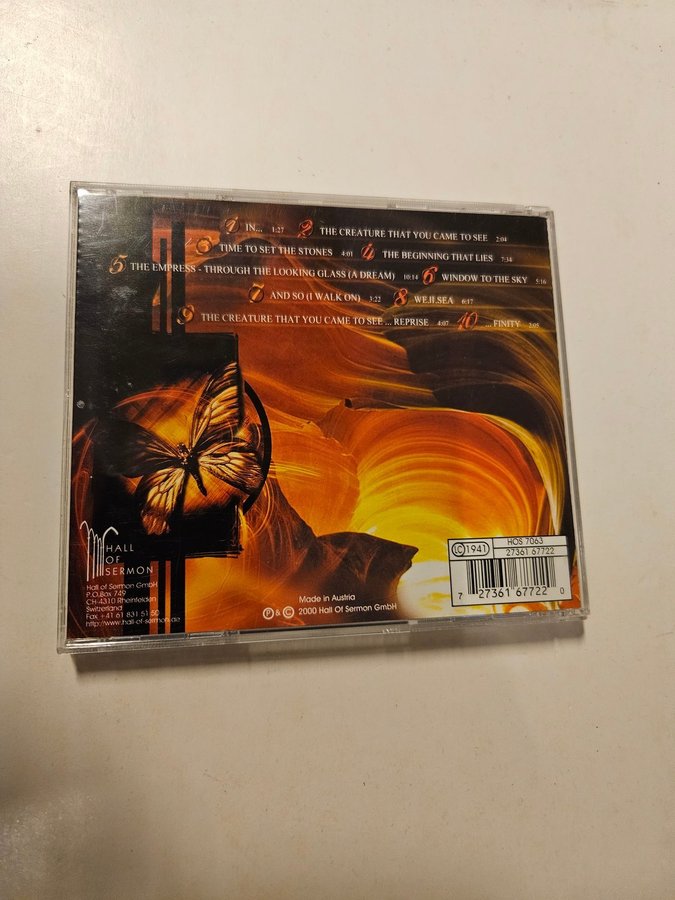 1 IN... 1:27 2 THE CREATURE THAT YOU CAME TO SEE 2:04
3 TIME TO SET THE STONES 4:01 4 THE BEGINNING THAT LIES 7:34
5 THE EMPRESS - THROUGH THE LOOKING GLASS (A DREAM) 10:14 6 WINDOW TO THE SKY 5:16
7 AND SO (I WALK ON) 3:22 8 WEJLSEA 6:17
9 THE CREATURE THAT YOU CAME TO SEE ... REPRISE 4:07 10 ... FINITY 2:05
HALL
OF
SERMON
Hall of Sermon GmbH
P.O.Box 749
CH-4310 Rheinfelden
Switzerland
Fax +41 61 831 51 50
http://www.hall-of-sermon.de
Made in Austria
℗ & © 2000 Hall Of Sermon GmbH
LC 1941
HOS 7063
27361 67722
7 27361 67722 0